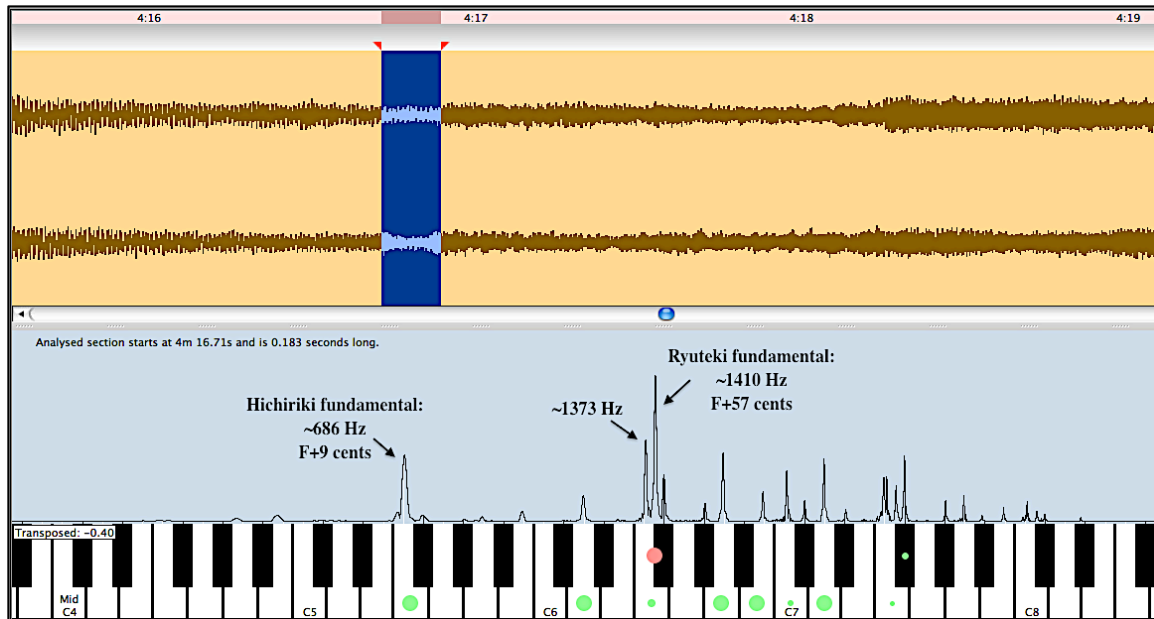 4:16 4:17 4:18 4:19
Analysed section starts at 4m 16.71s and is 0.183 seconds long.
Ryuteki fundamental:
~1410 Hz
F+57 cents
Hichiriki fundamental:
~686 Hz
F+9 cents
~1373 Hz
Transposed: -0.40
Mid
C4 C5 C6 C7 C8